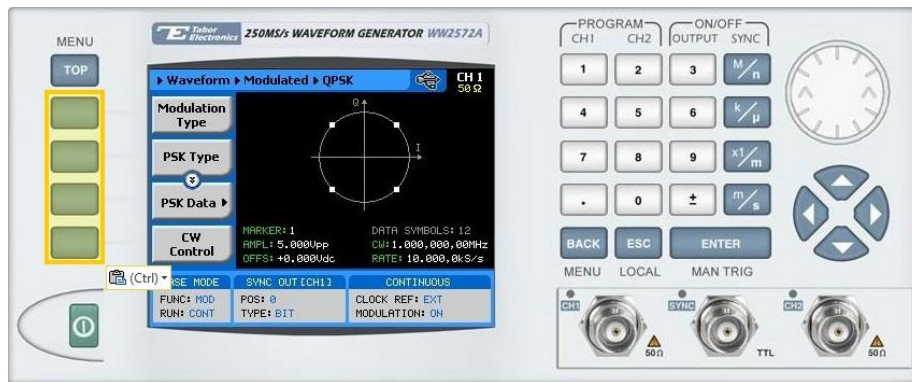 MENU
TOP
Tabor Electronics 250MS/s WAVEFORM GENERATOR WW2572A
Waveform Modulated QPSK
CH 1
50 Ω
Modulation Type
PSK Type
PSK Data
CW Control
Q
I
MARKER: 1
DATA SYMBOLS: 12
AMPL: 5.000Vpp
CW: 1.000,000,00MHz
OFFS: +0.000Vdc
RATE: 10.000,0kS/s
(Ctrl)
SE MODE
SYNC OUT [CH1]
CONTINUOUS
FUNC: MOD
POS: 0
CLOCK REF: EXT
RUN: CONT
TYPE: BIT
MODULATION: ON
PROGRAM
ON/OFF
CH1 CH2 OUTPUT SYNC
1 2 3 M/n
4 5 6 k/μ
7 8 9 x1/m
. 0 ± m/s
BACK ESC ENTER
MENU LOCAL MAN TRIG
CH1 SYNC CH2
50Ω TTL 50Ω